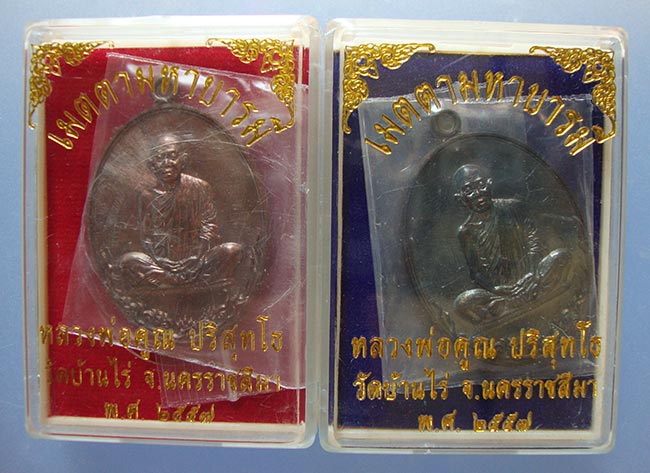 เมตตามหาบารมี
หลวงพ่อคูณ ปริสุทโธ
วัดบ้านไร่ จ.นครราชสีมา
พ.ศ. ๒๕๕๗
เมตตามหาบารมี
หลวงพ่อคูณ ปริสุทโธ
วัดบ้านไร่ จ.นครราชสีมา
พ.ศ. ๒๕๕๗